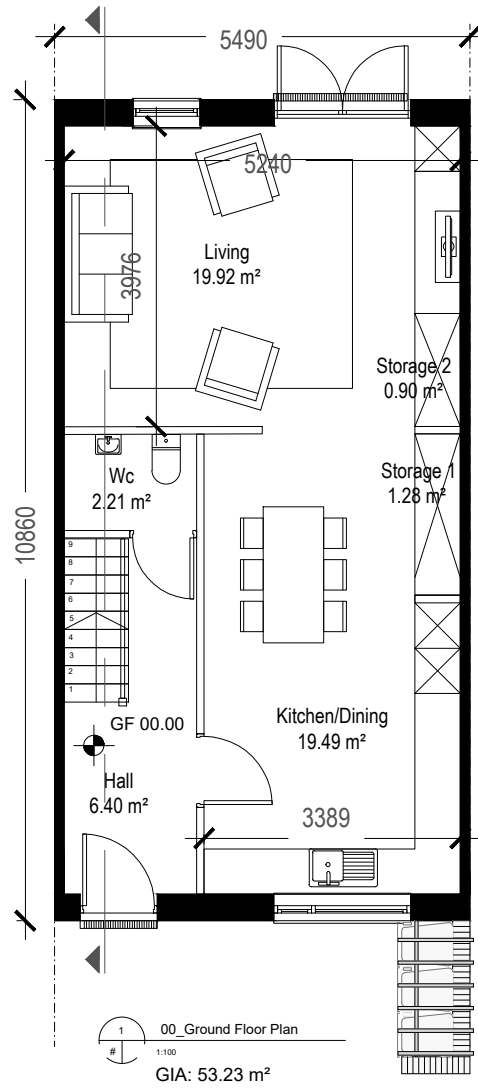 5490
5240
Living
19.92 m²
3976
Storage 2
0.90 m²
Wc
2.21 m²
Storage 1
1.28 m²
10860
9
8
7
6
5
4
3
2
1
GF 00.00
Kitchen/Dining
19.49 m²
Hall
6.40 m²
3389
1
00_Ground Floor Plan
#
1:100
GIA: 53.23 m²